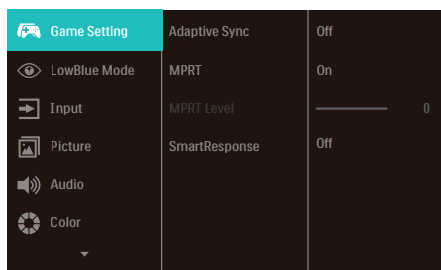 Game Setting Adaptive Sync Off
LowBlue Mode MPRT On
Input MPRT Level 0
Picture SmartResponse Off
Audio
Color